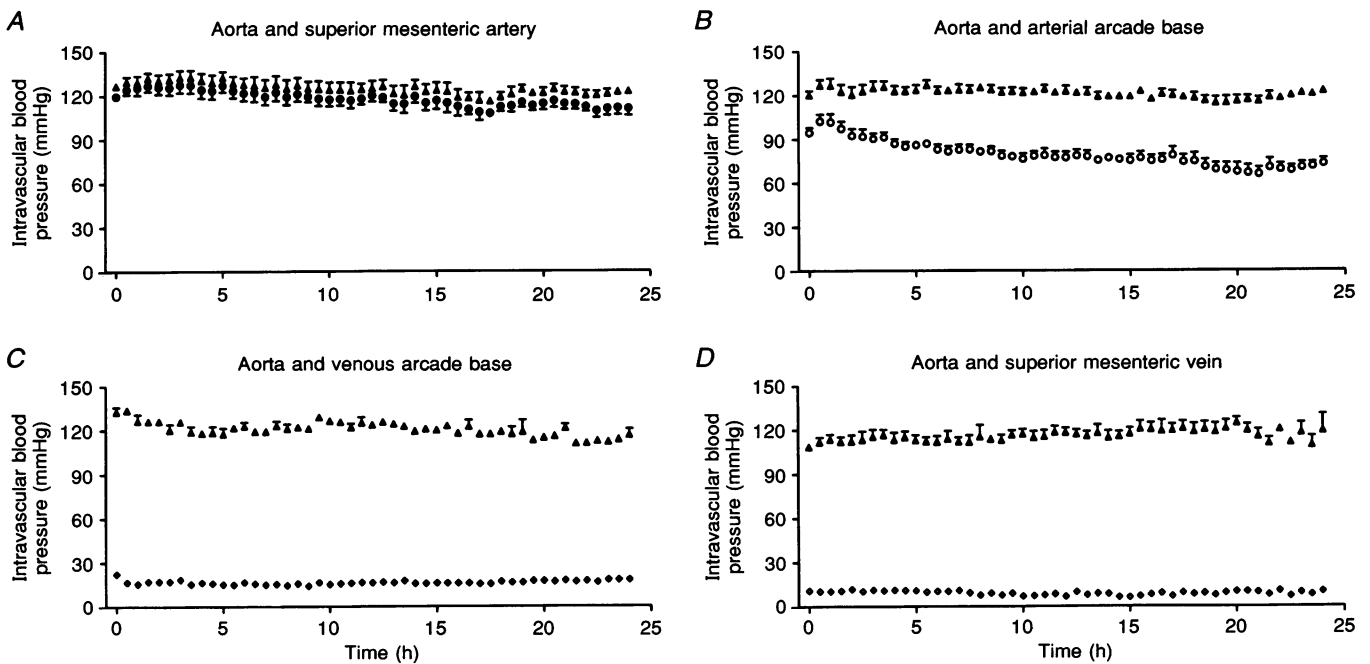 A
Aorta and superior mesenteric artery
Intravascular blood
pressure (mmHg)
150
120
90
60
30
0
0 5 10 15 20 25
B
Aorta and arterial arcade base
Intravascular blood
pressure (mmHg)
150
120
90
60
30
0
0 5 10 15 20 25
C
Aorta and venous arcade base
Intravascular blood
pressure (mmHg)
150
120
90
60
30
0
0 5 10 15 20 25
Time (h)
D
Aorta and superior mesenteric vein
Intravascular blood
pressure (mmHg)
150
120
90
60
30
0
0 5 10 15 20 25
Time (h)